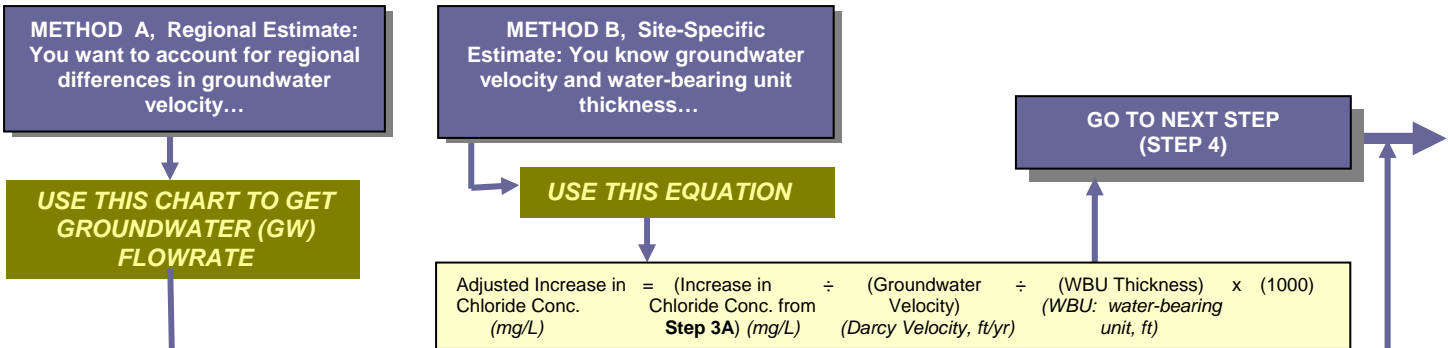 METHOD A, Regional Estimate:
You want to account for regional
differences in groundwater
velocity…
USE THIS CHART TO GET
GROUNDWATER (GW)
FLOWRATE
METHOD B, Site-Specific
Estimate: You know groundwater
velocity and water-bearing unit
thickness…
USE THIS EQUATION
GO TO NEXT STEP
(STEP 4)
Adjusted Increase in = (Increase in ÷ (Groundwater ÷ (WBU Thickness) x (1000)
Chloride Conc. Chloride Conc. from Velocity) (WBU: water-bearing
(mg/L) Step 3A) (mg/L) (Darcy Velocity, ft/yr) unit, ft)